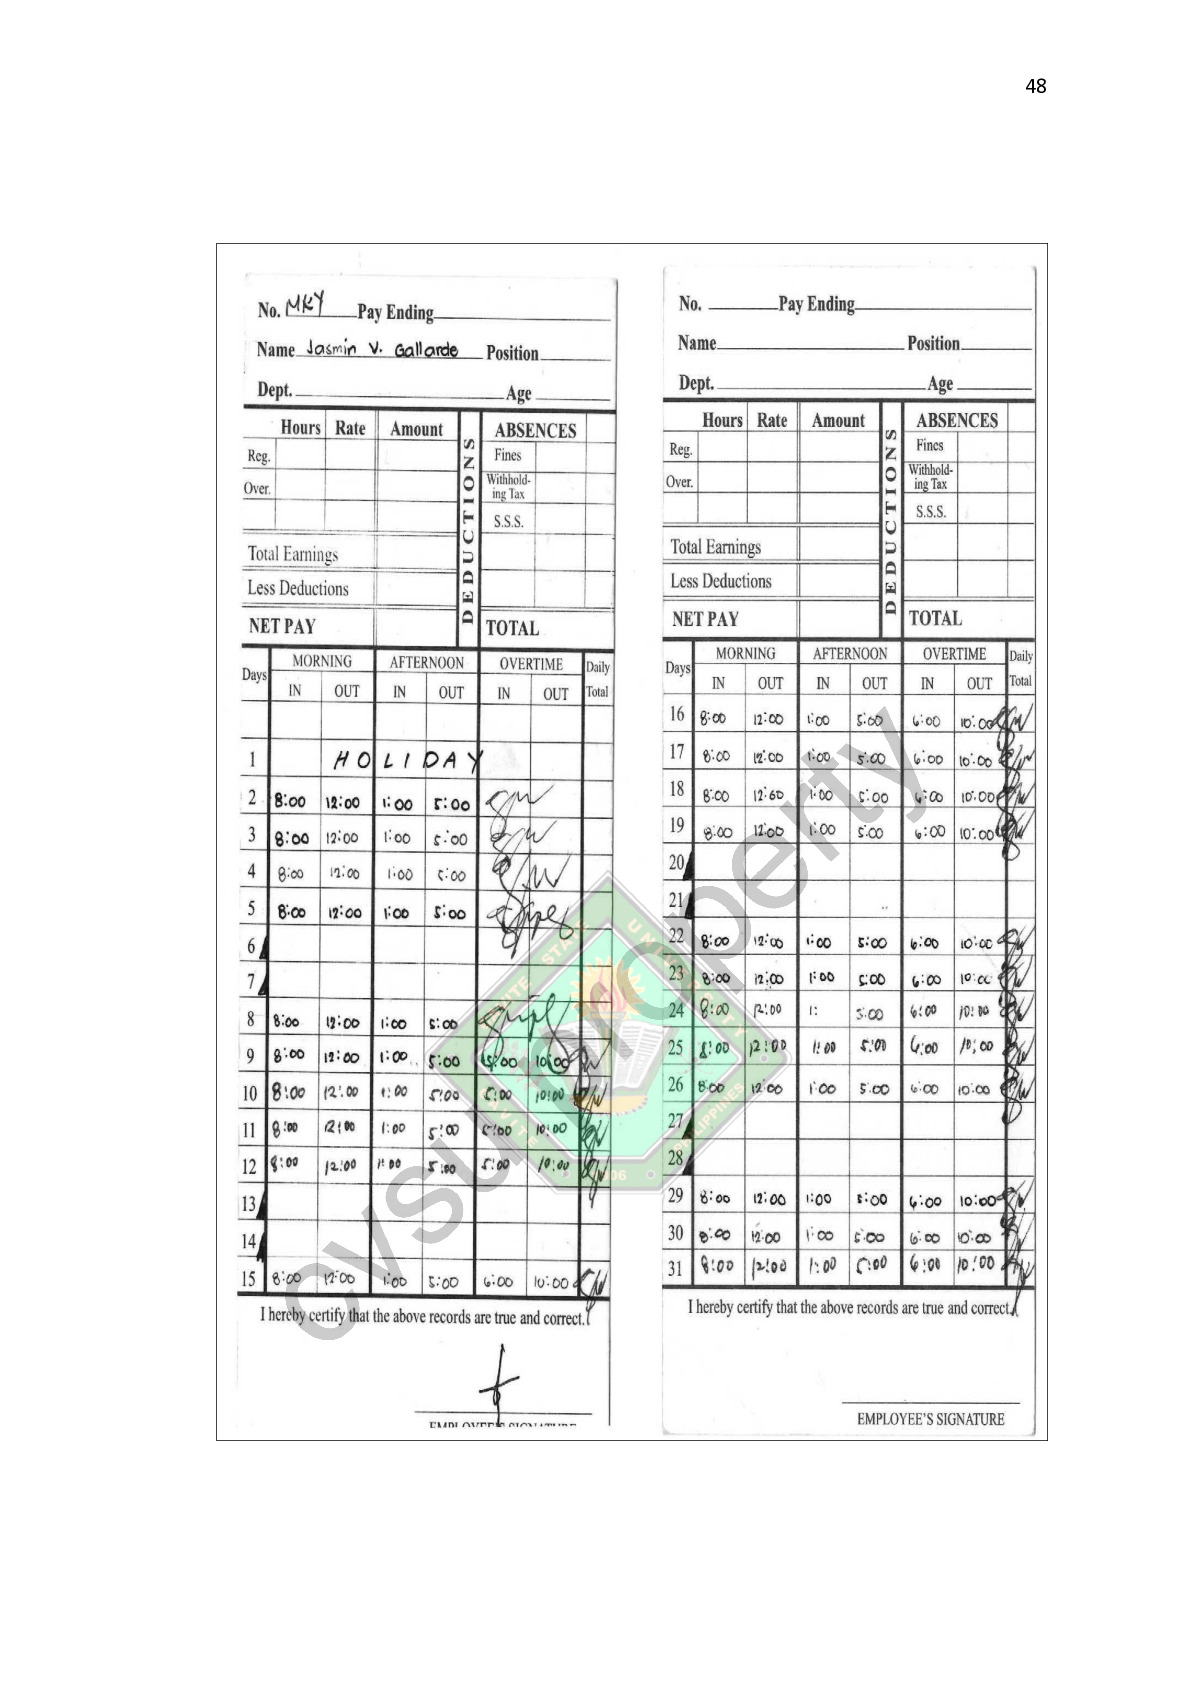 48
No. MKY Pay Ending
Name Jasmin V. Gallarde Position
Dept. Age
Hours Rate Amount DEDUCTIONS ABSENCES
Reg. Fines
Over. Withhold-
ing Tax
S.S.S.
Total Earnings
Less Deductions
NET PAY TOTAL
Days MORNING AFTERNOON OVERTIME Daily
IN OUT IN OUT IN OUT Total
1 HOLIDAY
2 8:00 12:00 1:00 5:00
3 8:00 12:00 1:00 5:00
4 8:00 12:00 1:00 5:00
5 8:00 12:00 1:00 5:00
6
7
8 8:00 12:00 1:00 5:00
9 8:00 12:00 1:00 5:00 5:00 10:00
10 8:00 12:00 1:00 5:00 5:00 10:00
11 8:00 12:00 1:00 5:00 5:00 10:00
12 8:00 12:00 1:00 5:00 5:00 10:00
13
14
15 8:00 12:00 1:00 5:00 6:00 10:00
I hereby certify that the above records are true and correct.
EMPLOYEE'S SIGNATURE
No. Pay Ending
Name Position
Dept. Age
Hours Rate Amount DEDUCTIONS ABSENCES
Reg. Fines
Over. Withhold-
ing Tax
S.S.S.
Total Earnings
Less Deductions
NET PAY TOTAL
Days MORNING AFTERNOON OVERTIME Daily
IN OUT IN OUT IN OUT Total
16 8:00 12:00 1:00 5:00 6:00 10:00
17 8:00 12:00 1:00 5:00 6:00 10:00
18 8:00 12:00 1:00 5:00 6:00 10:00
19 8:00 12:00 1:00 5:00 6:00 10:00
20
21
22 8:00 12:00 1:00 5:00 6:00 10:00
23 8:00 12:00 1:00 5:00 6:00 10:00
24 8:00 12:00 1: 5:00 6:00 10:00
25 8:00 12:00 1:00 5:00 6:00 10:00
26 8:00 12:00 1:00 5:00 6:00 10:00
27
28
29 8:00 12:00 1:00 5:00 6:00 10:00
30 8:00 12:00 1:00 5:00 6:00 10:00
31 8:00 12:00 1:00 5:00 6:00 10:00
I hereby certify that the above records are true and correct.
EMPLOYEE'S SIGNATURE
cvsu property
CAVITE STATE UNIVERSITY
CAVITE PHILIPPINES